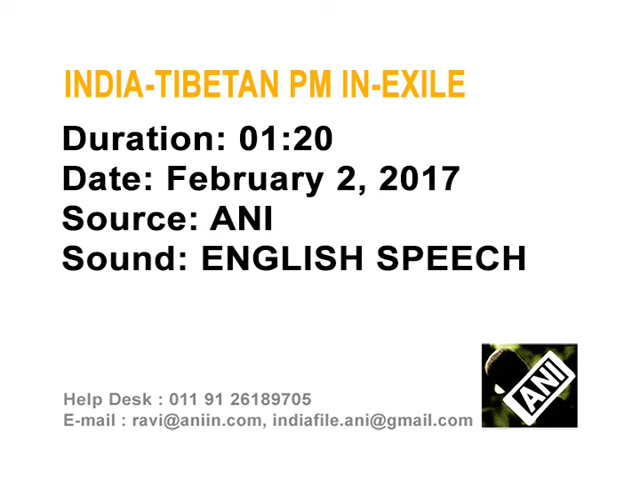 INDIA-TIBETAN PM IN-EXILE
Duration: 01:20
Date: February 2, 2017
Source: ANI
Sound: ENGLISH SPEECH
ANI
Help Desk : 011 91 26189705
E-mail : ravi@aniin.com, indiafile.ani@gmail.com